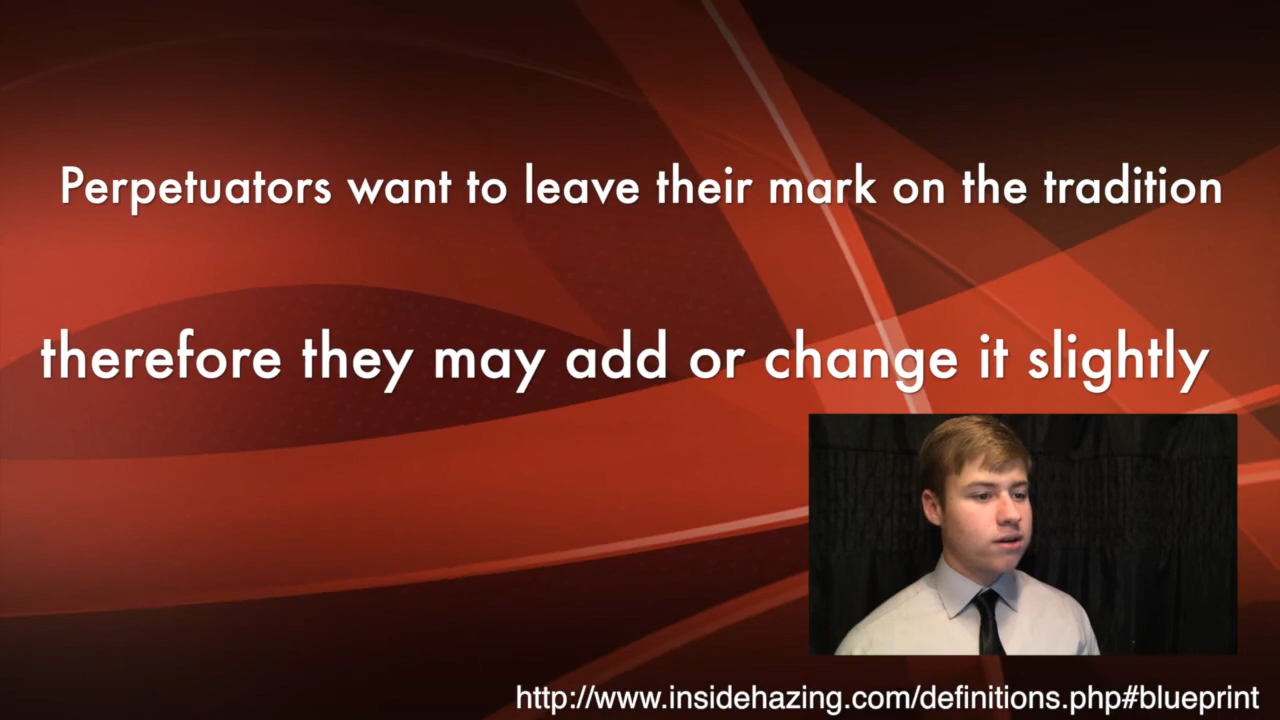 Perpetuators want to leave their mark on the tradition
therefore they may add or change it slightly
http://www.insidehazing.com/definitions.php#blueprint